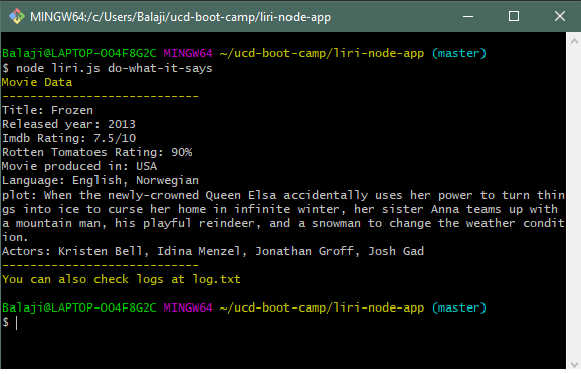 MINGW64:/c/Users/Balaji/ucd-boot-camp/liri-node-app
Balaji@LAPTOP-OO4F8G2C MINGW64 ~/ucd-boot-camp/liri-node-app (master)
$ node liri.js do-what-it-says
Movie Data
----------------------------
Title: Frozen
Released year: 2013
Imdb Rating: 7.5/10
Rotten Tomatoes Rating: 90%
Movie produced in: USA
Language: English, Norwegian
plot: When the newly-crowned Queen Elsa accidentally uses her power to turn thin
gs into ice to curse her home in infinite winter, her sister Anna teams up with
a mountain man, his playful reindeer, and a snowman to change the weather condit
ion.
Actors: Kristen Bell, Idina Menzel, Jonathan Groff, Josh Gad
----------------------------
You can also check logs at log.txt
Balaji@LAPTOP-OO4F8G2C MINGW64 ~/ucd-boot-camp/liri-node-app (master)
$